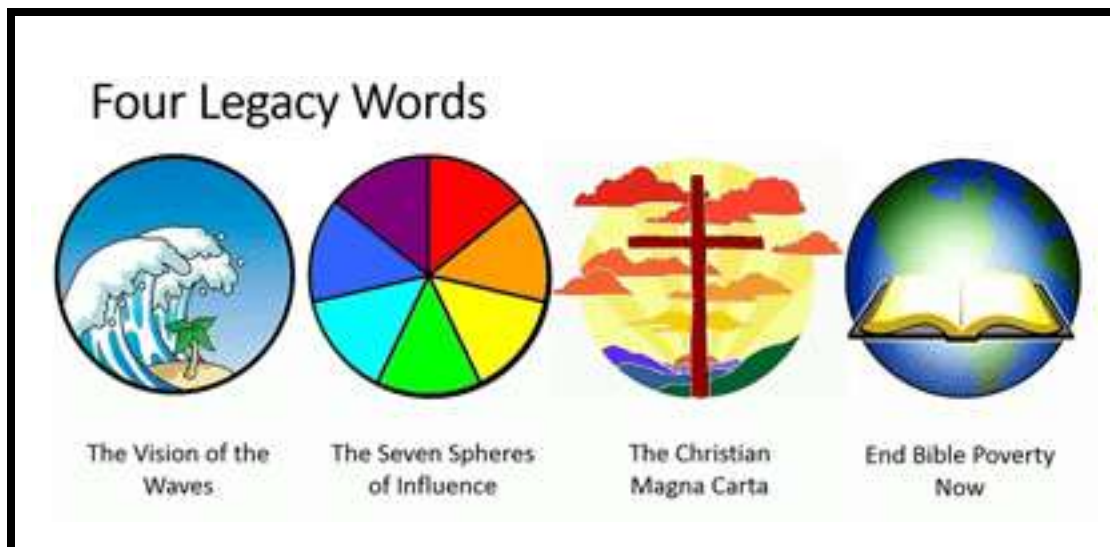 Four Legacy Words
The Vision of the
Waves
The Seven Spheres
of Influence
The Christian
Magna Carta
End Bible Poverty
Now